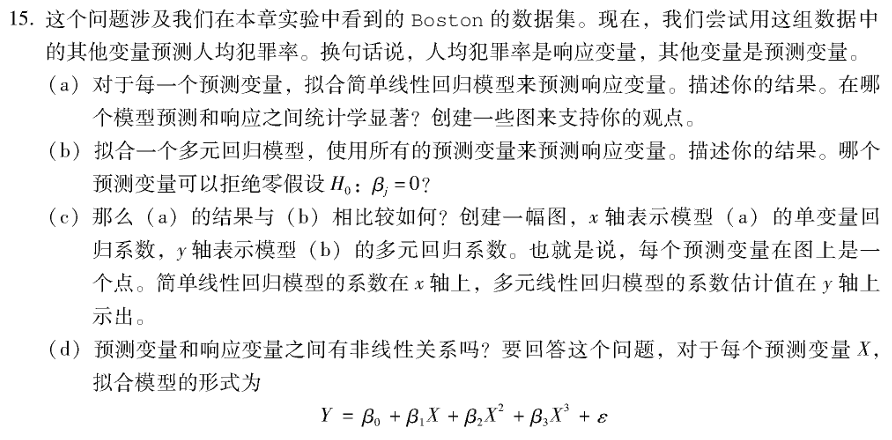 15. 这个问题涉及我们在本章实验中看到的 Boston 的数据集。现在，我们尝试用这组数据中
的其他变量预测人均犯罪率。换句话说，人均犯罪率是响应变量，其他变量是预测变量。
（a）对于每一个预测变量，拟合简单线性回归模型来预测响应变量。描述你的结果。在哪
个模型预测和响应之间统计学显著？创建一些图来支持你的观点。
（b）拟合一个多元回归模型，使用所有的预测变量来预测响应变量。描述你的结果。哪个
预测变量可以拒绝零假设 H₀：βⱼ =0?
（c）那么（a）的结果与（b）相比较如何？创建一幅图，x 轴表示模型（a）的单变量回
归系数，y 轴表示模型（b）的多元回归系数。也就是说，每个预测变量在图上是一
个点。简单线性回归模型的系数在 x 轴上，多元线性回归模型的系数估计值在 y 轴上
示出。
（d）预测变量和响应变量之间有非线性关系吗？要回答这个问题，对于每个预测变量 X，
拟合模型的形式为
Y = β₀ + β₁X + β₂X² + β₃X³ + ε